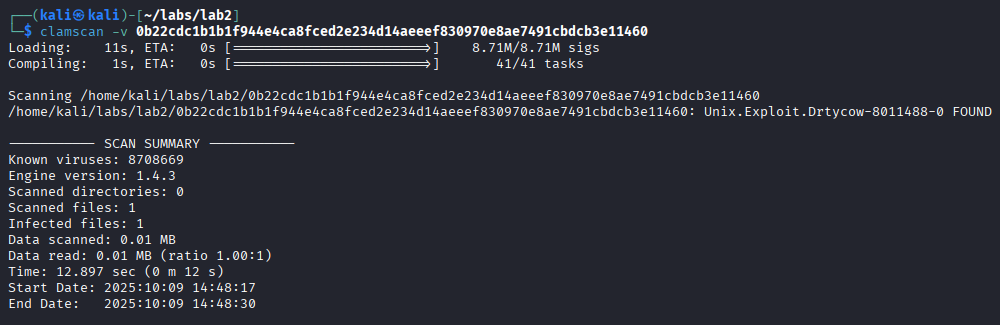 ┌──(kali㉿kali)-[~/labs/lab2]
└─$ clamscan -v 0b22cdc1b1b1f944e4ca8fced2e234d14aeeef830970e8ae7491cbdcb3e11460
Loading:    11s, ETA:   0s [========================>]    8.71M/8.71M sigs
Compiling:   1s, ETA:   0s [========================>]       41/41 tasks
Scanning /home/kali/labs/lab2/0b22cdc1b1b1f944e4ca8fced2e234d14aeeef830970e8ae7491cbdcb3e11460
/home/kali/labs/lab2/0b22cdc1b1b1f944e4ca8fced2e234d14aeeef830970e8ae7491cbdcb3e11460: Unix.Exploit.Drtycow-8011488-0 FOUND
----------- SCAN SUMMARY -----------
Known viruses: 8708669
Engine version: 1.4.3
Scanned directories: 0
Scanned files: 1
Infected files: 1
Data scanned: 0.01 MB
Data read: 0.01 MB (ratio 1.00:1)
Time: 12.897 sec (0 m 12 s)
Start Date: 2025:10:09 14:48:17
End Date:   2025:10:09 14:48:30